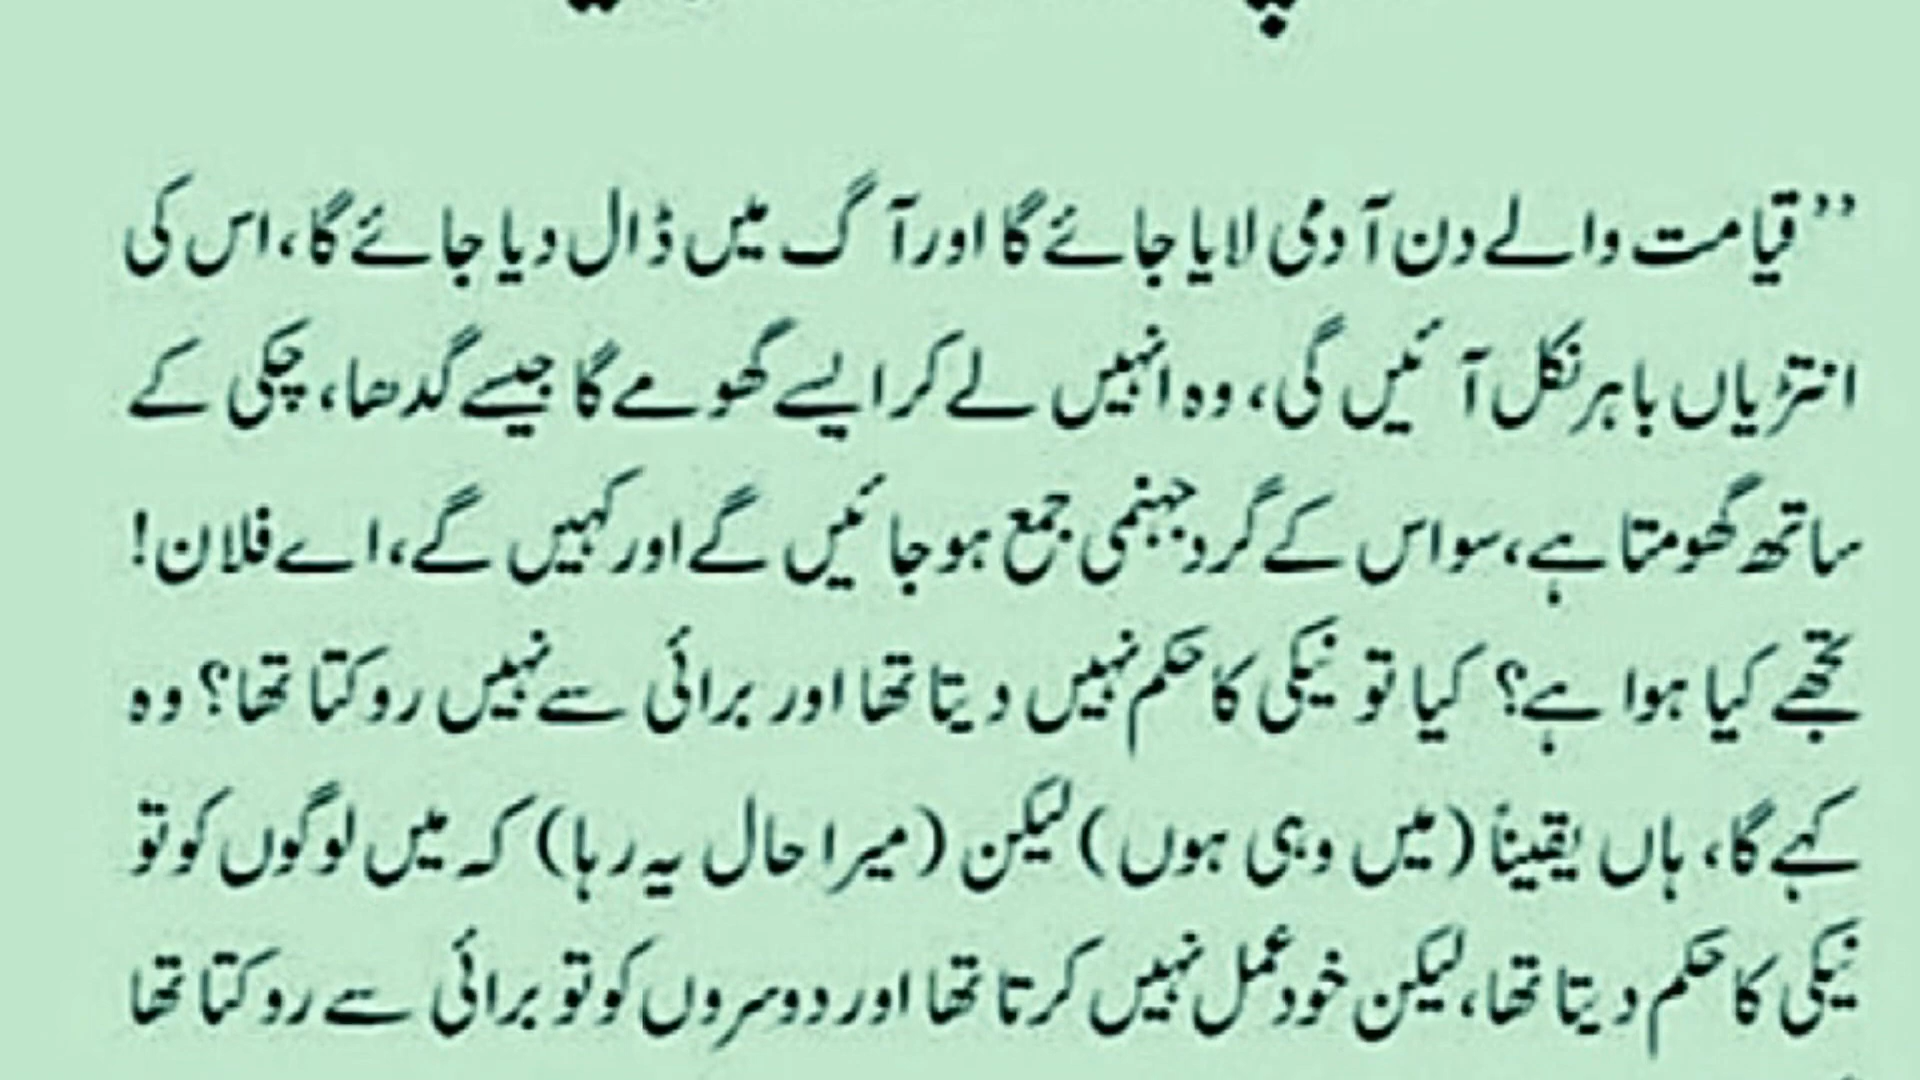 ’’قیامت والے دن آدمی لایا جائے گا اور آگ میں ڈال دیا جائے گا، اس کی
انتڑیاں باہر نکل آئیں گی، وہ انہیں لے کر ایسے گھومے گا جیسے گدھا، چکی کے
ساتھ گھومتا ہے، سو اس کے گرد جہنمی جمع ہو جائیں گے اور کہیں گے، اے فلان!
تجھے کیا ہوا ہے؟ کیا تو نیکی کا حکم نہیں دیتا تھا اور برائی سے نہیں روکتا تھا؟ وہ
کہے گا، ہاں یقیناً (میں وہی ہوں) لیکن (میرا حال یہ رہا) کہ میں لوگوں کو تو
نیکی کا حکم دیتا تھا، لیکن خود عمل نہیں کرتا تھا اور دوسروں کو تو برائی سے روکتا تھا